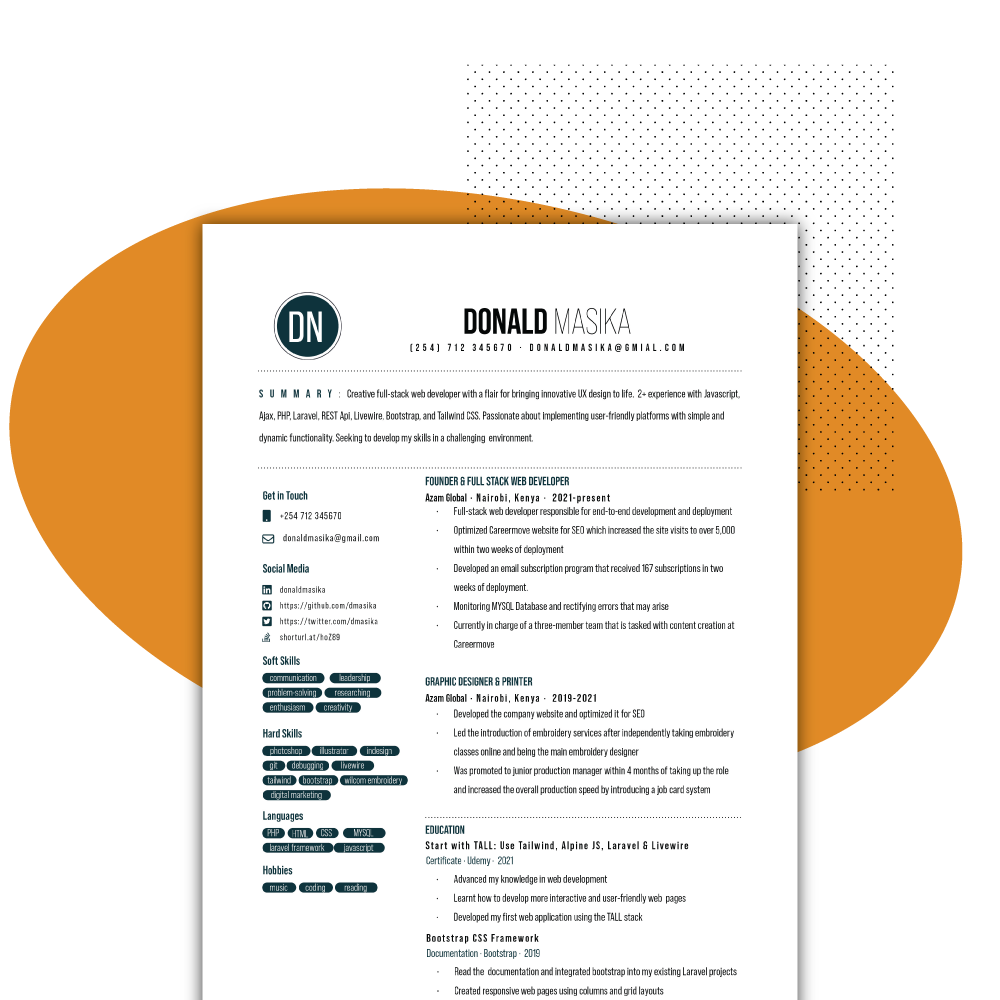 DN
DONALD MASIKA
(254) 712 345670 · DONALDMASIKA@GMIAL.COM
SUMMARY: Creative full-stack web developer with a flair for bringing innovative UX design to life. 2+ experience with Javascript,
Ajax, PHP, Laravel, REST Api, Livewire, Bootstrap, and Tailwind CSS. Passionate about implementing user-friendly platforms with simple and
dynamic functionality. Seeking to develop my skills in a challenging environment.
Get in Touch
+254 712 345670
donaldmasika@gmail.com
Social Media
donaldmasika
https://github.com/dmasika
https://twitter.com/dmasika
shorturl.at/hoZ89
Soft Skills
communication leadership
problem-solving researching
enthusiasm creativity
Hard Skills
photoshop illustrator indesign
git debugging livewire
tailwind bootstrap wilcom embroidery
digital marketing
Languages
PHP HTML CSS MYSQL
laravel framework javascript
Hobbies
music coding reading
FOUNDER & FULL STACK WEB DEVELOPER
Azam Global · Nairobi, Kenya · 2021-present
· Full-stack web developer responsible for end-to-end development and deployment
· Optimized Careermove website for SEO which increased the site visits to over 5,000
within two weeks of deployment
· Developed an email subscription program that received 167 subscriptions in two
weeks of deployment.
· Monitoring MYSQL Database and rectifying errors that may arise
· Currently in charge of a three-member team that is tasked with content creation at
Careermove
GRAPHIC DESIGNER & PRINTER
Azam Global · Nairobi, Kenya · 2019-2021
· Developed the company website and optimized it for SEO
· Led the introduction of embroidery services after independently taking embroidery
classes online and being the main embroidery designer
· Was promoted to junior production manager within 4 months of taking up the role
and increased the overall production speed by introducing a job card system
EDUCATION
Start with TALL: Use Tailwind, Alpine JS, Laravel & Livewire
Certificate · Udemy · 2021
· Advanced my knowledge in web development
· Learnt how to develop more interactive and user-friendly web pages
· Developed my first web application using the TALL stack
Bootstrap CSS Framework
Documentation · Bootstrap · 2019
· Read the documentation and integrated bootstrap into my existing Laravel projects
· Created responsive web pages using columns and grid layouts